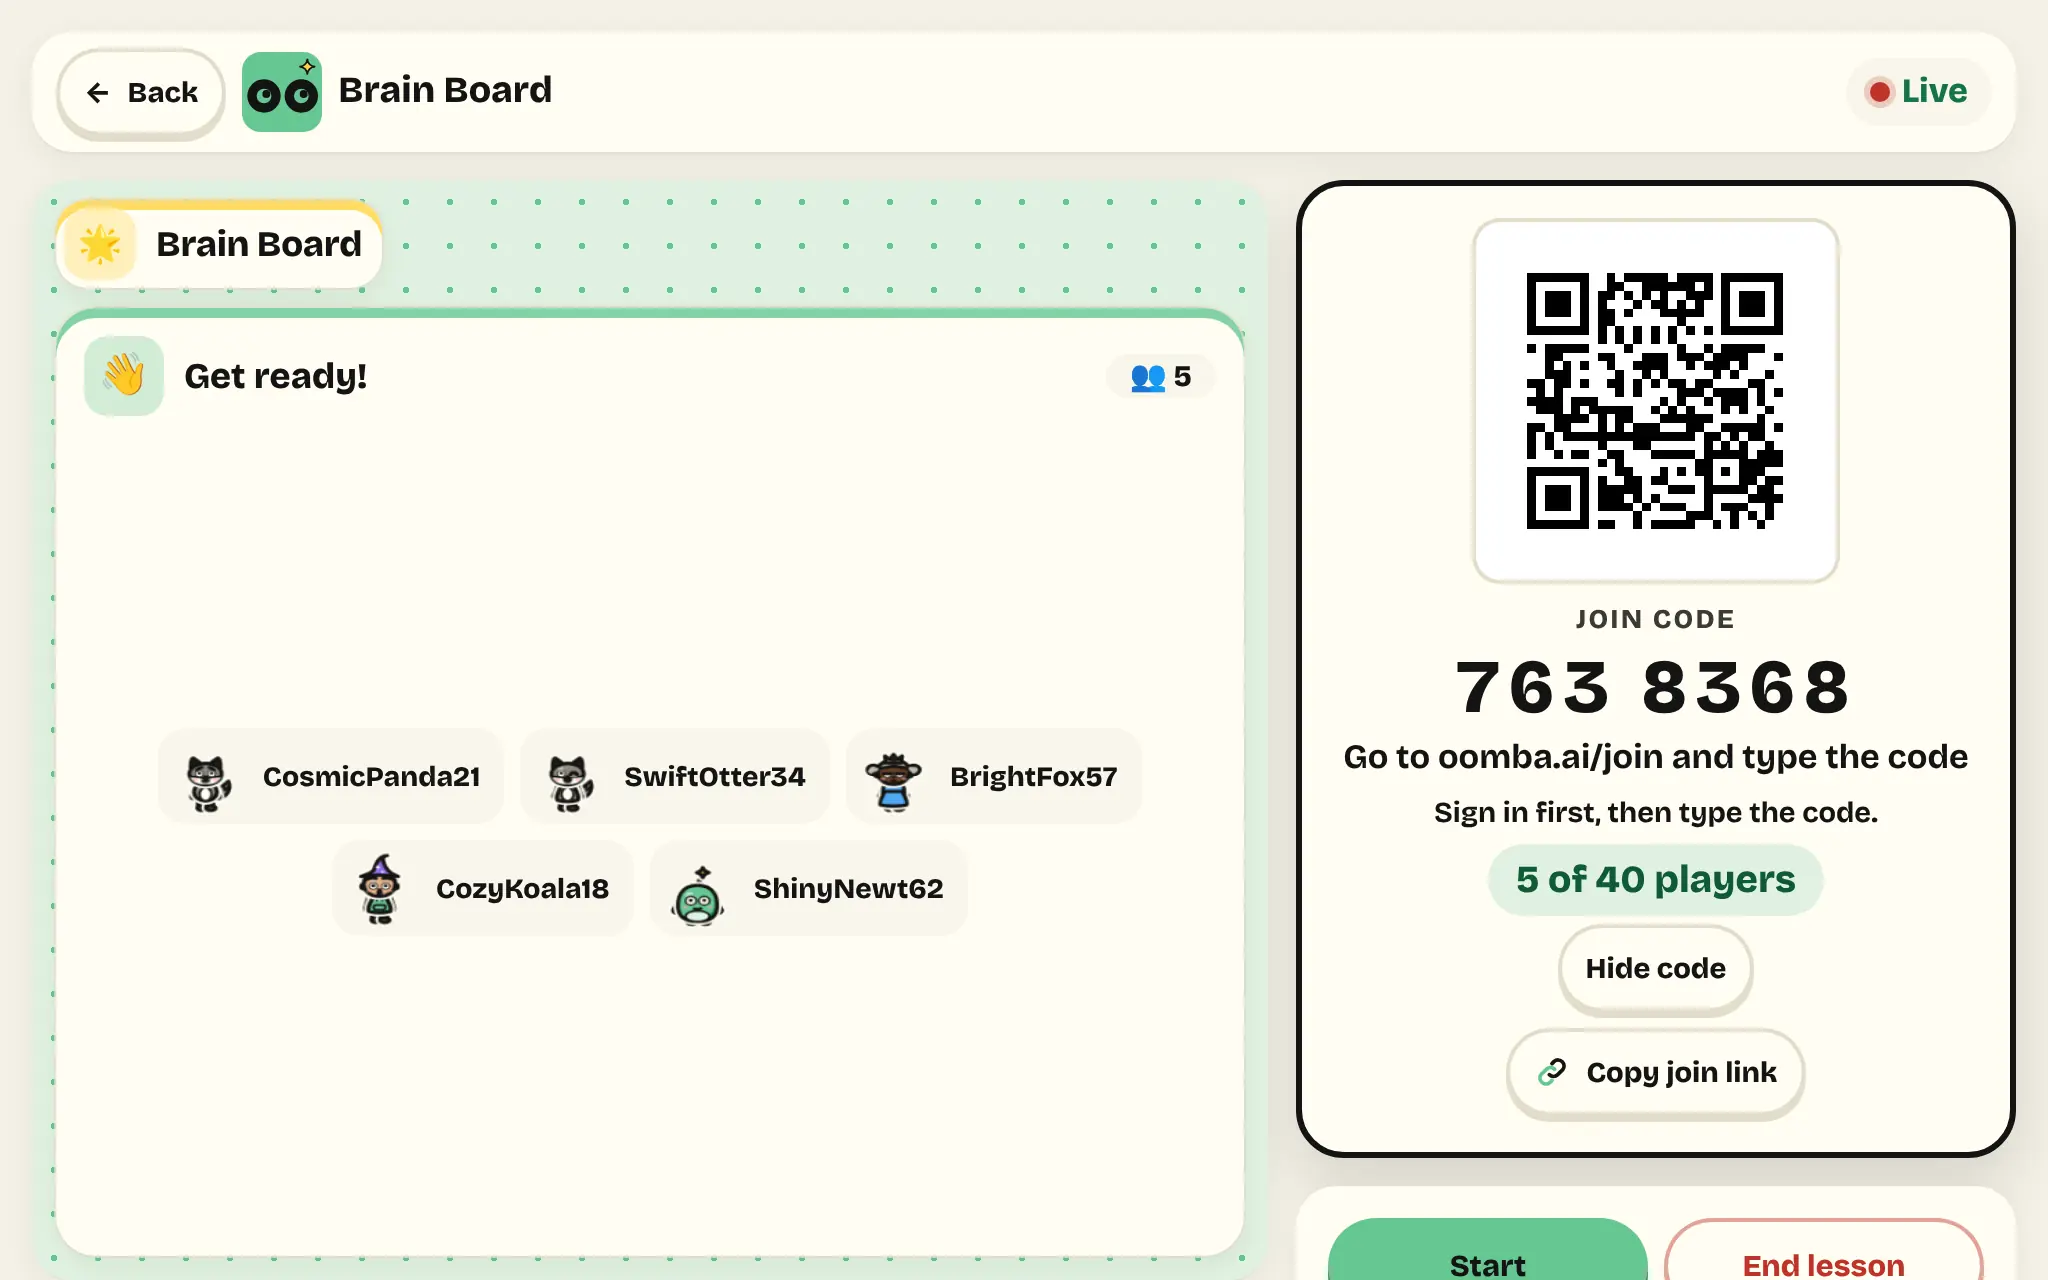 Back
Brain Board
Live
Brain Board
Get ready!
5
CosmicPanda21
SwiftOtter34
BrightFox57
CozyKoala18
ShinyNewt62
JOIN CODE
763 8368
Go to oomba.ai/join and type the code
Sign in first, then type the code.
5 of 40 players
Hide code
Copy join link
Start
End lesson